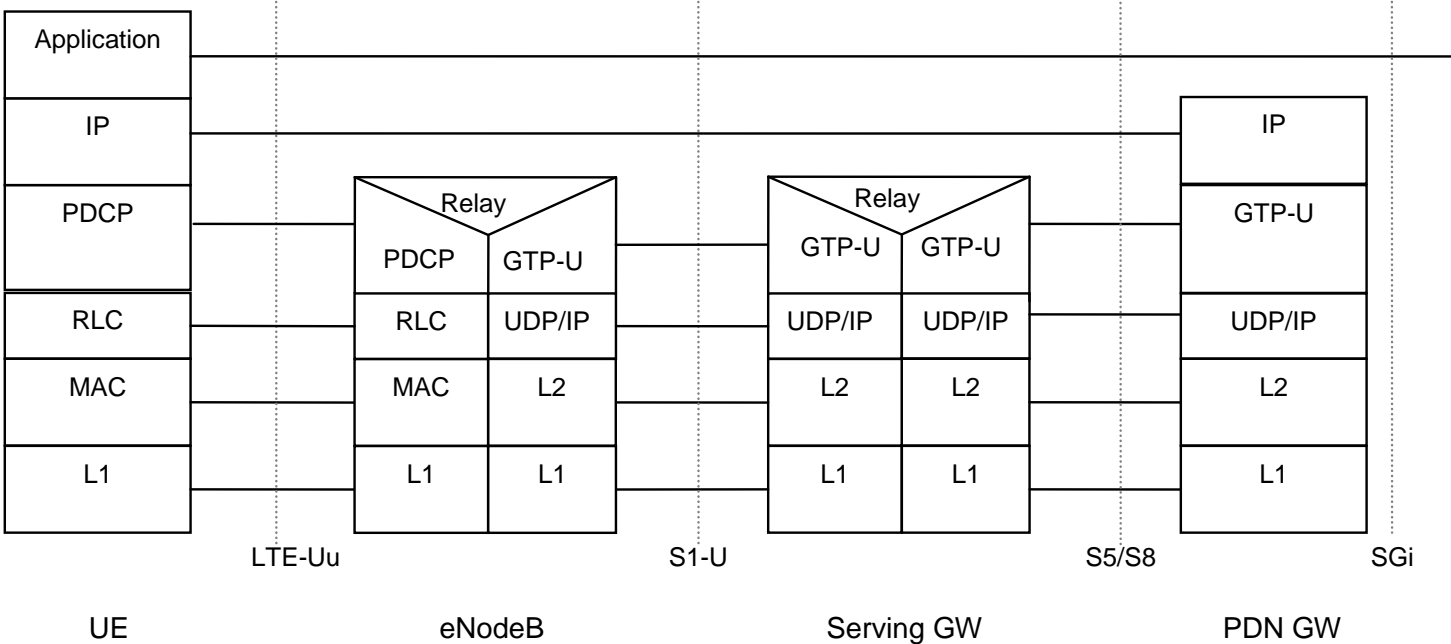 Application
IP
IP
PDCP
Relay
Relay
GTP-U
PDCP
GTP-U
GTP-U
GTP-U
RLC
RLC
UDP/IP
UDP/IP
UDP/IP
UDP/IP
MAC
MAC
L2
L2
L2
L2
L1
L1
L1
L1
L1
L1
LTE-Uu
S1-U
S5/S8
SGi
UE
eNodeB
Serving GW
PDN GW